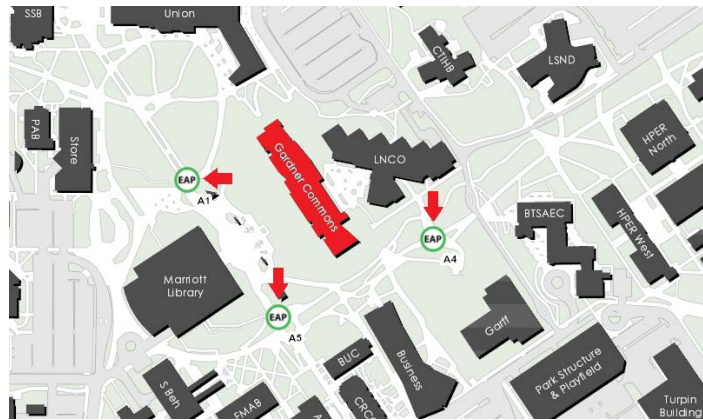 SSB
Union
CTIHB
LSND
PAB
Store
Gardner Commons
LNCO
HPER
North
EAP
A1
EAP
A4
BTSAEC
HPER West
Marriott
Library
EAP
A5
Garff
BUC
Business
Park Structure
& Playfield
S Beh
FMAB
CRCC
Turpin
Building